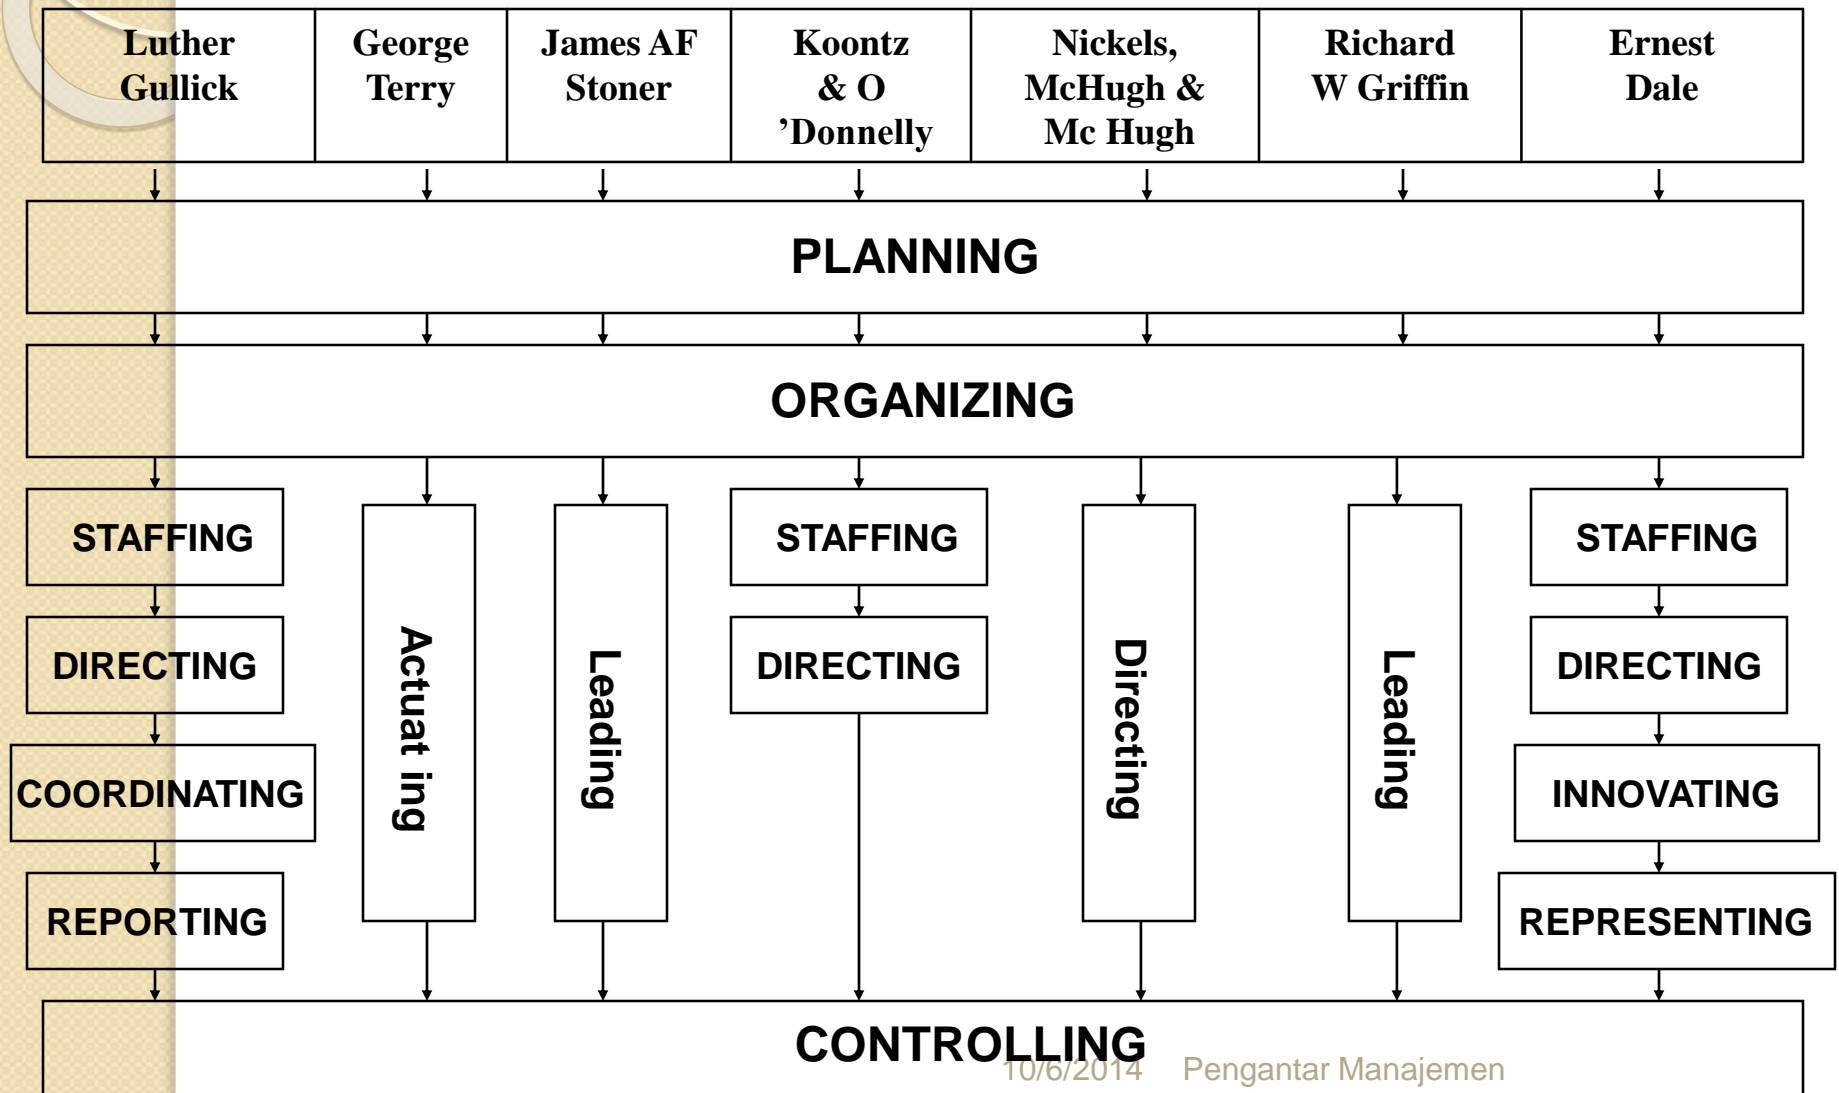 Luther
Gullick
George
Terry
James AF
Stoner
Koontz
& O
’Donnelly
Nickels,
McHugh &
Mc Hugh
Richard
W Griffin
Ernest
Dale
PLANNING
ORGANIZING
STAFFING
DIRECTING
COORDINATING
REPORTING
Actuat ing
Leading
STAFFING
DIRECTING
Directing
Leading
STAFFING
DIRECTING
INNOVATING
REPRESENTING
CONTROLLING
10/6/2014 Pengantar Manajemen